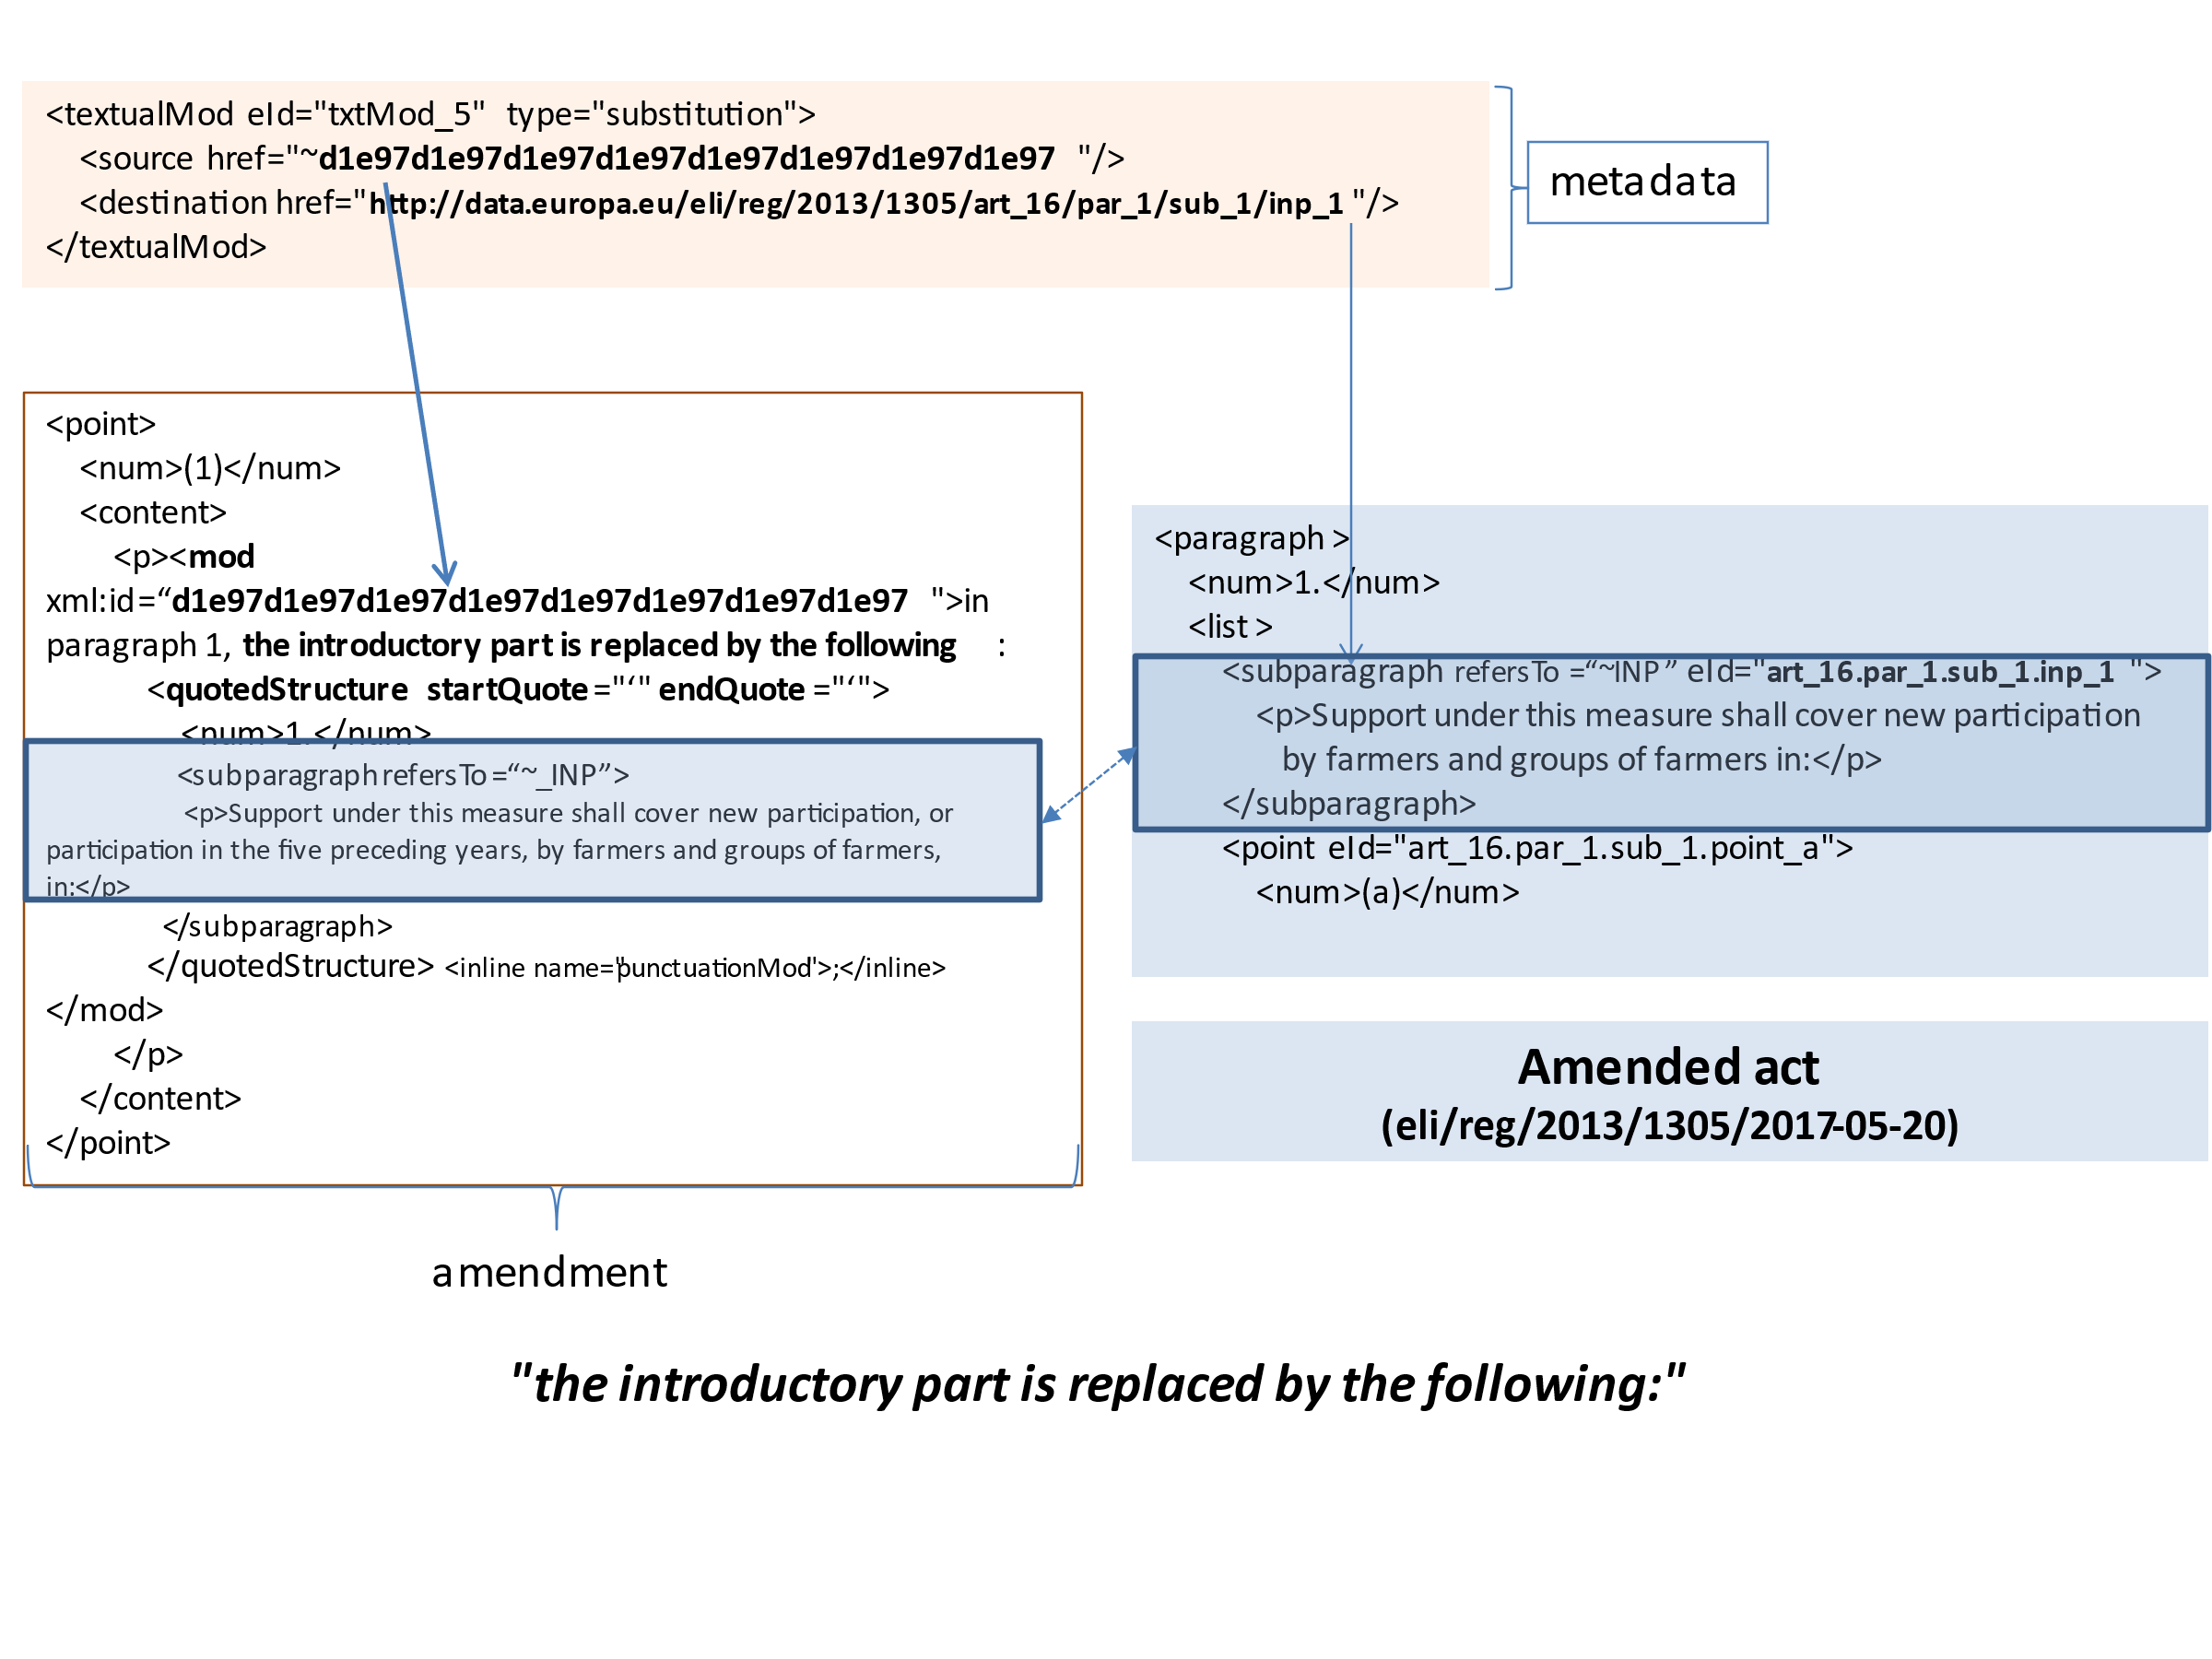 <textualMod eId="txtMod_5" type="substitution">
<source href="~d1e97d1e97d1e97d1e97d1e97d1e97d1e97d1e97 "/>
<destination href="http://data.europa.eu/eli/reg/2013/1305/art_16/par_1/sub_1/inp_1 "/>
</textualMod>
metadata
<point>
<num>(1)</num>
<content>
<p><mod
xml:id=“d1e97d1e97d1e97d1e97d1e97d1e97d1e97d1e97 ">in
paragraph 1, the introductory part is replaced by the following :
<quotedStructure startQuote="‘" endQuote="‘">
<num>1.</num>
<subparagraph refersTo=“~_INP”>
<p>Support under this measure shall cover new participation, or
participation in the five preceding years, by farmers and groups of farmers,
in:</p>
</subparagraph>
</quotedStructure> <inline name="punctuationMod">;</inline>
</mod>
</p>
</content>
</point>
amendment
<paragraph >
<num>1.</num>
<list >
<subparagraph refersTo =“~INP” eId="art_16.par_1.sub_1.inp_1 ">
<p>Support under this measure shall cover new participation
by farmers and groups of farmers in:</p>
</subparagraph>
<point eId="art_16.par_1.sub_1.point_a">
<num>(a)</num>
Amended act
(eli/reg/2013/1305/2017-05-20)
"the introductory part is replaced by the following:"